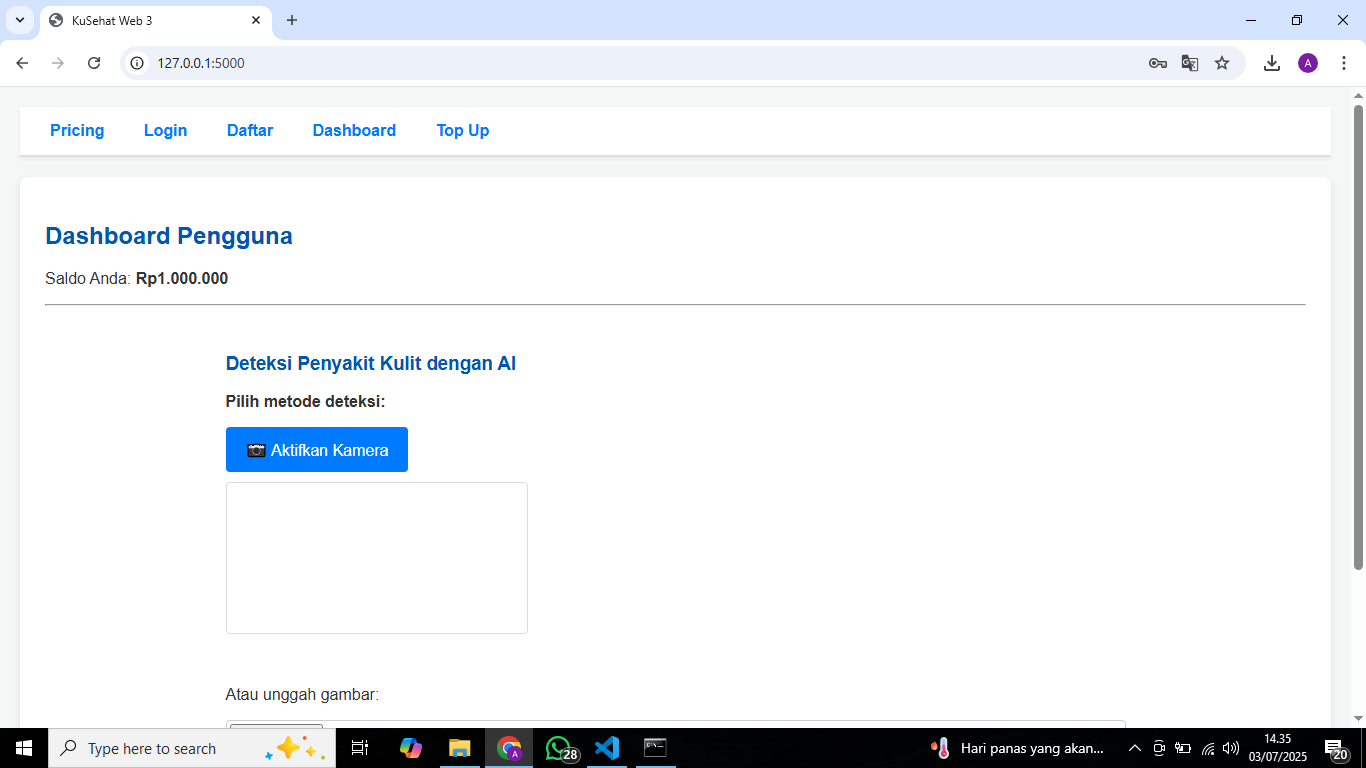 KuSehat Web 3
127.0.0.1:5000
A
Pricing Login Daftar Dashboard Top Up
Dashboard Pengguna
Saldo Anda: Rp1.000.000
Deteksi Penyakit Kulit dengan AI
Pilih metode deteksi:
Aktifkan Kamera
Atau unggah gambar:
Type here to search
A
28
Hari panas yang akan...
14.35
03/07/2025
20